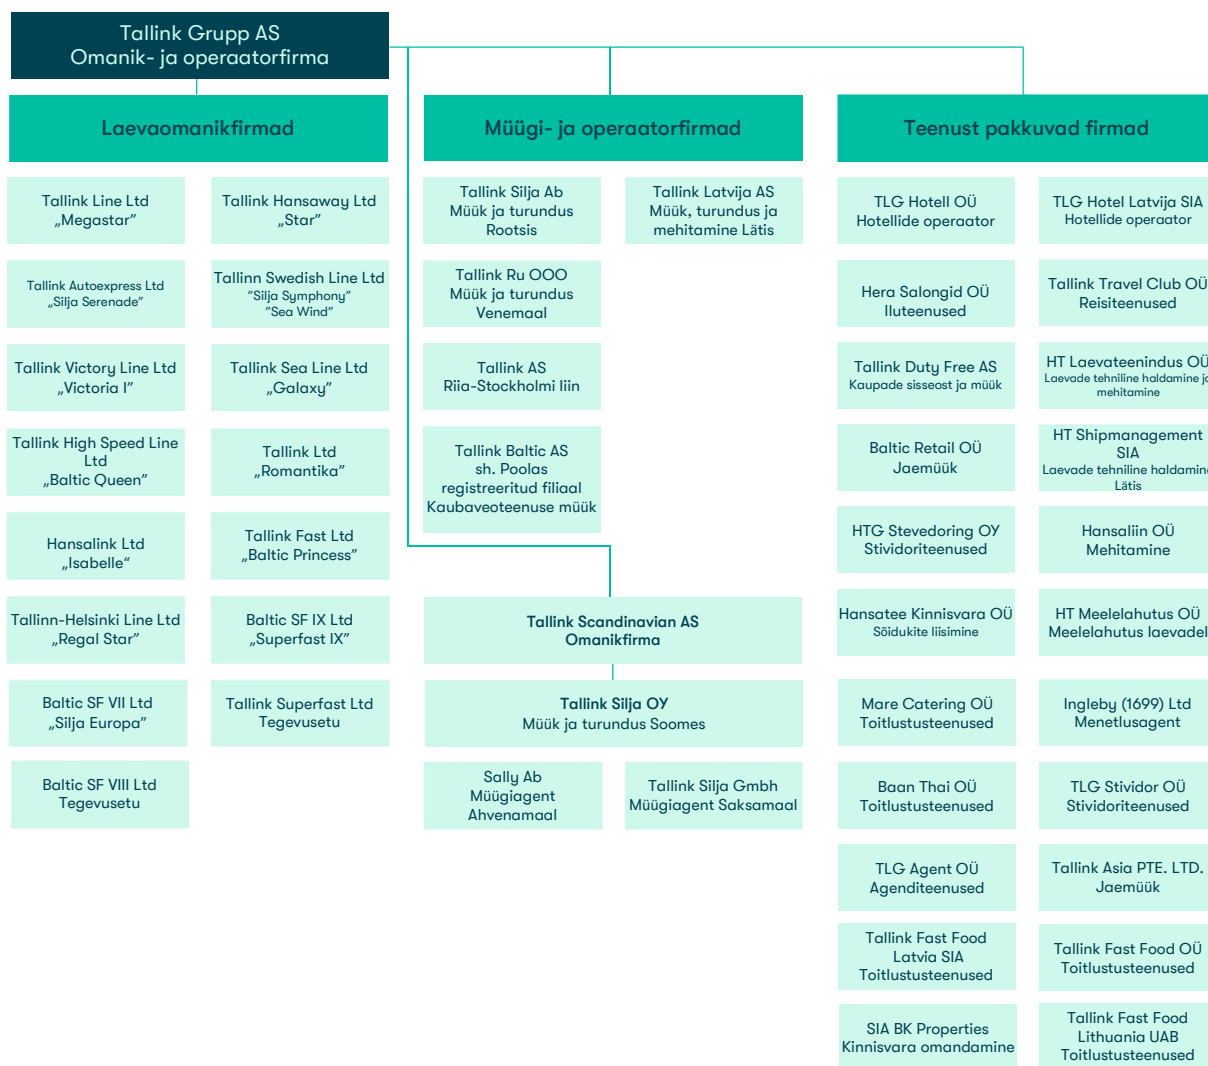 Tallink Grupp AS
Omanik- ja operaatorfirma
Laevaomanikfirmad
Tallink Line Ltd
„Megastar”
Tallink Hansaway Ltd
„Star”
Tallink Autoexpress Ltd
„Silja Serenade”
Tallinn Swedish Line Ltd
”Silja Symphony”
”Sea Wind”
Tallink Victory Line Ltd
„Victoria I”
Tallink Sea Line Ltd
„Galaxy”
Tallink High Speed Line
Ltd
„Baltic Queen”
Tallink Ltd
„Romantika”
Hansalink Ltd
„Isabelle“
Tallink Fast Ltd
„Baltic Princess”
Tallinn-Helsinki Line Ltd
„Regal Star”
Baltic SF IX Ltd
„Superfast IX”
Baltic SF VII Ltd
„Silja Europa”
Tallink Superfast Ltd
Tegevusetu
Baltic SF VIII Ltd
Tegevusetu
Müügi- ja operaatorfirmad
Tallink Silja Ab
Müük ja turundus
Rootsis
Tallink Latvija AS
Müük, turundus ja
mehitamine Lätis
Tallink Ru OOO
Müük ja turundus
Venemaal
Tallink AS
Riia-Stockholmi liin
Tallink Baltic AS
sh. Poolas
registreeritud filiaal
Kaubaveoteenuse müük
Tallink Scandinavian AS
Omanikfirma
Tallink Silja OY
Müük ja turundus Soomes
Sally Ab
Müügiagent
Ahvenamaal
Tallink Silja Gmbh
Müügiagent Saksamaal
Teenust pakkuvad firmad
TLG Hotell OÜ
Hotellide operaator
TLG Hotel Latvija SIA
Hotellide operaator
Hera Salongid OÜ
Iluteenused
Tallink Travel Club OÜ
Reisiteenused
Tallink Duty Free AS
Kaupade sisseost ja müük
HT Laevateenindus OÜ
Laevade tehniline haldamine ja
mehitamine
Baltic Retail OÜ
Jaemüük
HT Shipmanagement
SIA
Laevade tehniline haldamine
Lätis
HTG Stevedoring OY
Stividoriteenused
Hansaliin OÜ
Mehitamine
Hansatee Kinnisvara OÜ
Sõidukite liisimine
HT Meelelahutus OÜ
Meelelahutus laevadel
Mare Catering OÜ
Toitlustusteenused
Ingleby (1699) Ltd
Menetlusagent
Baan Thai OÜ
Toitlustusteenused
TLG Stividor OÜ
Stividoriteenused
TLG Agent OÜ
Agenditeenused
Tallink Asia PTE. LTD.
Jaemüük
Tallink Fast Food
Latvia SIA
Toitlustusteenused
Tallink Fast Food OÜ
Toitlustusteenused
SIA BK Properties
Kinnisvara omandamine
Tallink Fast Food
Lithuania UAB
Toitlustusteenused